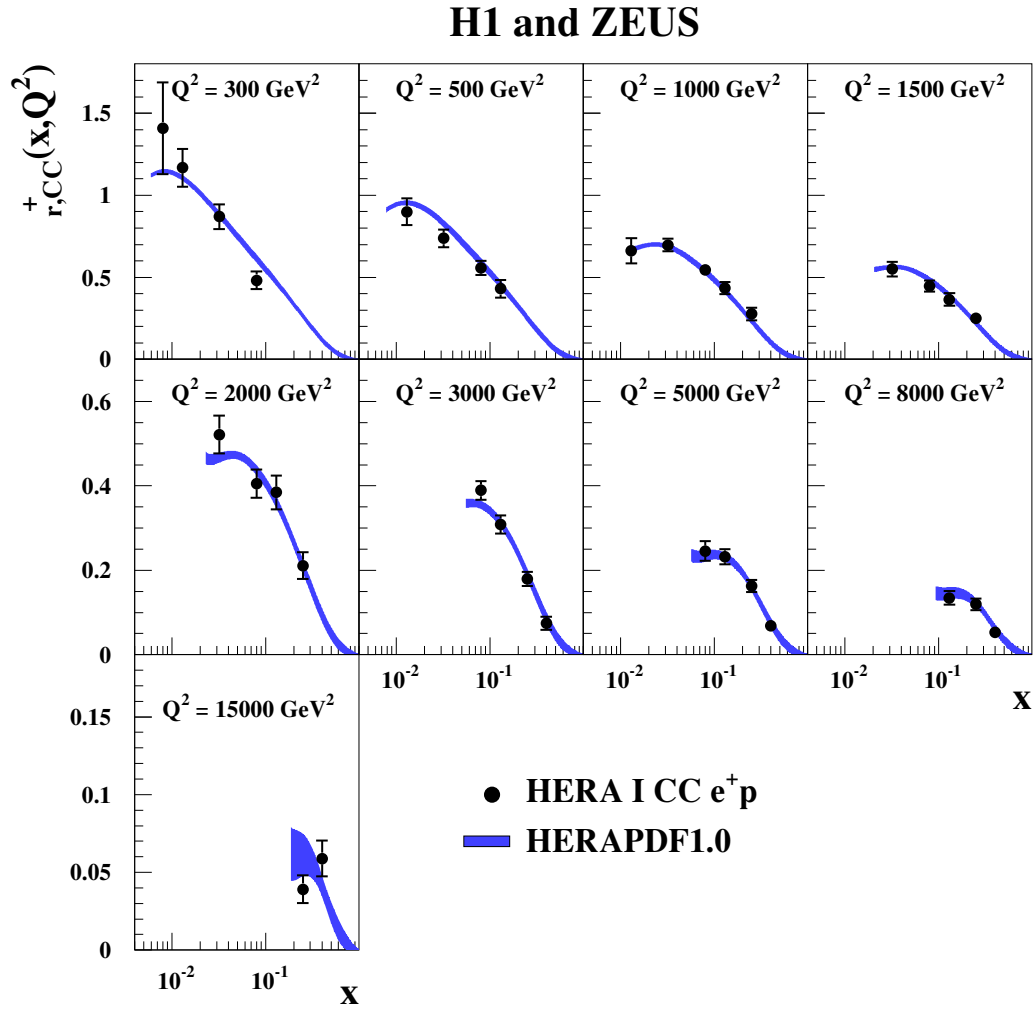 H1 and ZEUS
+
r,CC(x,Q²)
Q² = 300 GeV²
Q² = 500 GeV²
Q² = 1000 GeV²
Q² = 1500 GeV²
1.5
1
0.5
0
Q² = 2000 GeV²
Q² = 3000 GeV²
Q² = 5000 GeV²
Q² = 8000 GeV²
0.6
0.4
0.2
0
10⁻² 10⁻¹ 10⁻² 10⁻¹ 10⁻² 10⁻¹
x
Q² = 15000 GeV²
0.15
0.1
0.05
0
10⁻² 10⁻¹
x
HERA I CC e⁺p
HERAPDF1.0